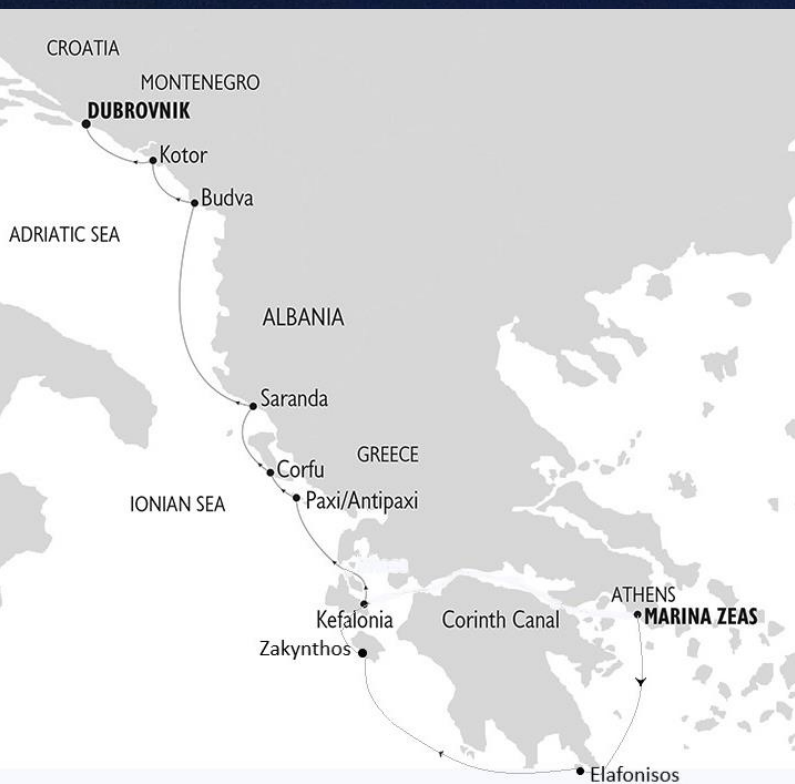 CROATIA
MONTENEGRO
DUBROVNIK
Kotor
Budva
ADRIATIC SEA
ALBANIA
Saranda
GREECE
Corfu
IONIAN SEA
Paxi/Antipaxi
ATHENS
MARINA ZEAS
Kefalonia
Corinth Canal
Zakynthos
Elafonisos